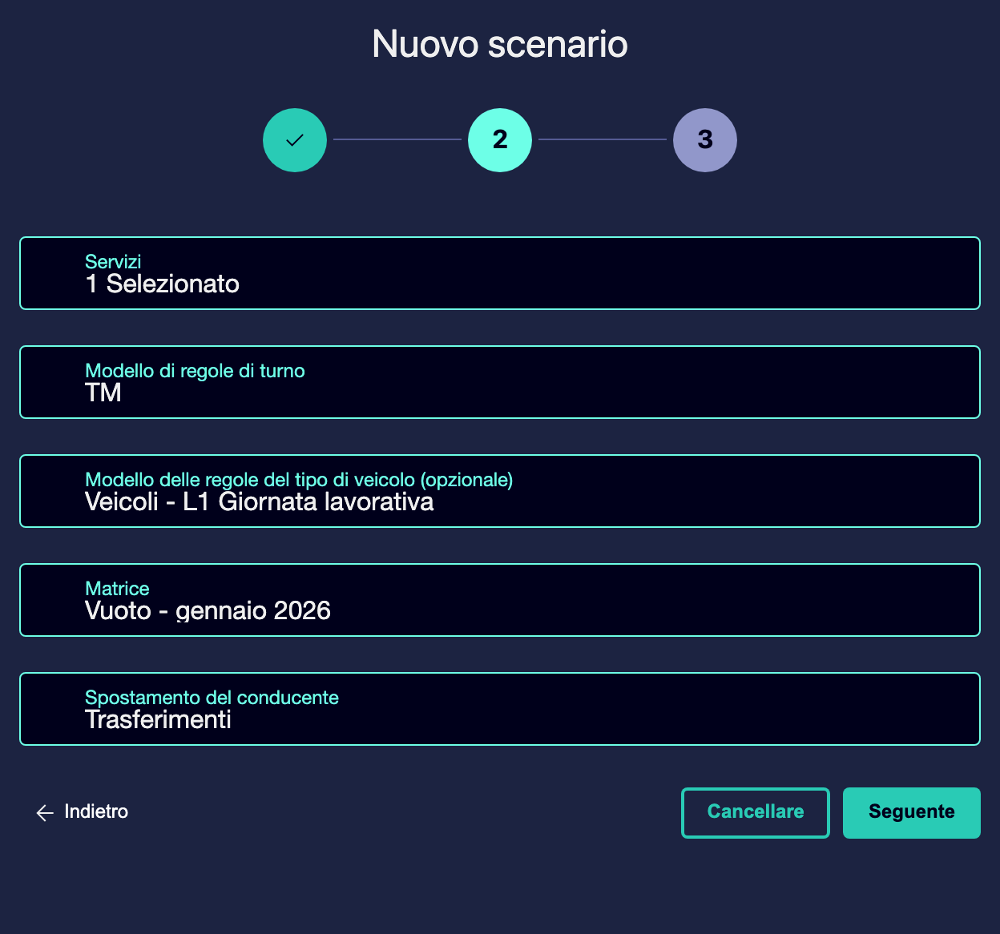 Nuovo scenario
2
3
Servizi
1 Selezionato
Modello di regole di turno
TM
Modello delle regole del tipo di veicolo (opzionale)
Veicoli - L1 Giornata lavorativa
Matrice
Vuoto - gennaio 2026
Spostamento del conducente
Trasferimenti
Indietro
Cancellare
Seguente